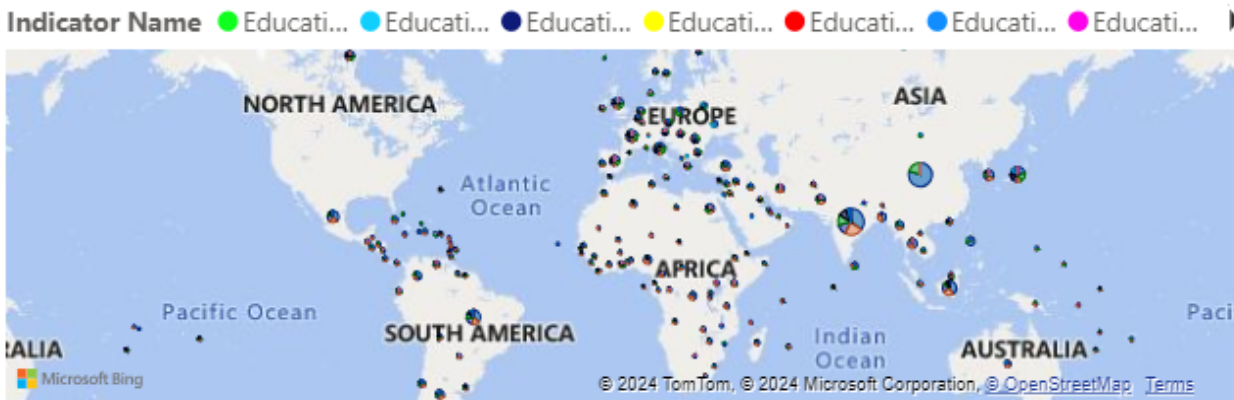 Indicator Name Educati... Educati... Educati... Educati... Educati... Educati... Educati...
NORTH AMERICA
ASIA
EUROPE
Atlantic
Ocean
AFRICA
Pacific Ocean
SOUTH AMERICA
Indian
Ocean
Paci
RALIA
AUSTRALIA
Microsoft Bing
© 2024 TomTom, © 2024 Microsoft Corporation, © OpenStreetMap Terms